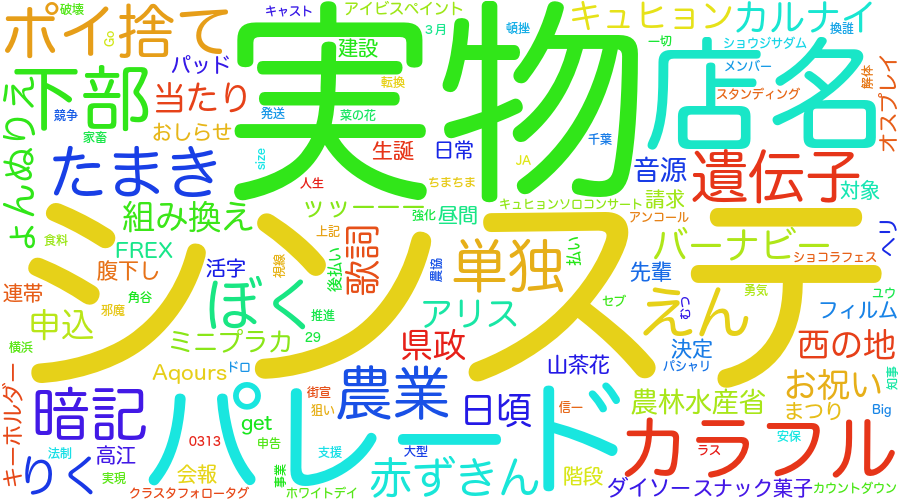 破壊
キャスト
アイビスペイント
キュヒョン
カルナイ
ポイ捨て
Go
3月
頓挫
換誰
建設
一切
ショウジサダム
パッド
転換
メンバー
解体
オスプレイ
下部
実物
店名
当たり
スタンディング
競争
発送
菜の花
おしらせ
家畜
千葉
よんぬりえ
生誕
日常
JA
音源
遺伝子
たまき
size
人生
ちまちま
対象
請求
組み換え
ッッーーー
強化
昼間
キュヒョンソロコンサート
アンコール
食料
上記
シンステ
FREX
歌詞
農協
単独
払い
バーナビー
ヘリ
腹下し
活字
視線
後払い
先輩
ショコラフェス
連帯
角谷
ぼく
アリス
セブ
むつ
えん
勇気
ユウ
邪魔
推進
フィルム
申込
ミニプラカ
29
県政
決定
西の地
横浜
山茶花
パシャリ
Aqours
ドロ
農業
知事
お祝い
キーホルダー
暗記
街宣
狙い
日頃
信一
農林水産省
まつり
Big
get
パレード
カラフル
0313
申告
高江
法制
支援
大型
ラス
安保
りく
実現
会報
事業
赤ずきん
階段
ダイソースナック菓子
クラスタフォロータグ
ホワイトデイ
カウントダウン